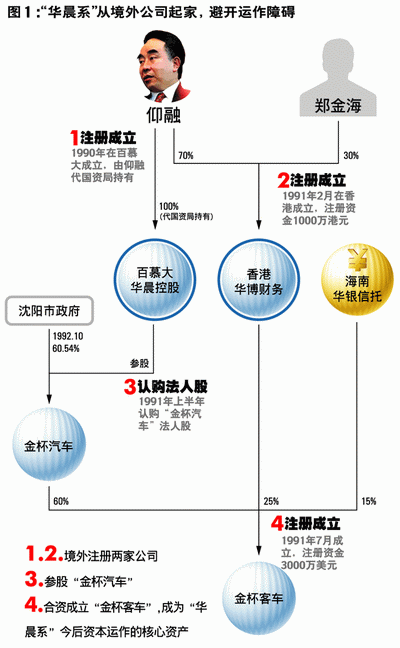 图1:“华晨系”从境外公司起家,避开运作障碍
仰融
郑金海
1注册成立
1990年在百慕
大成立,由仰融
代国资局持有
70%
30%
2注册成立
1991年2月在香
港成立,注册资
金1000万港元
100%
(代国资局持有)
百慕大
华晨控股
香港
华博财务
海南
华银信托
沈阳市政府
1992.10
60.54%
参股
3认购法人股
1991年上半年
认购“金杯汽
车”法人股
金杯汽车
60%
25%
15%
4注册成立
1991年7月成
立,注册资金
3000万美元
金杯客车
1.2.境外注册两家公司
3.参股“金杯汽车”
4.合资成立“金杯客车”,成为“华
晨系”今后资本运作的核心资产